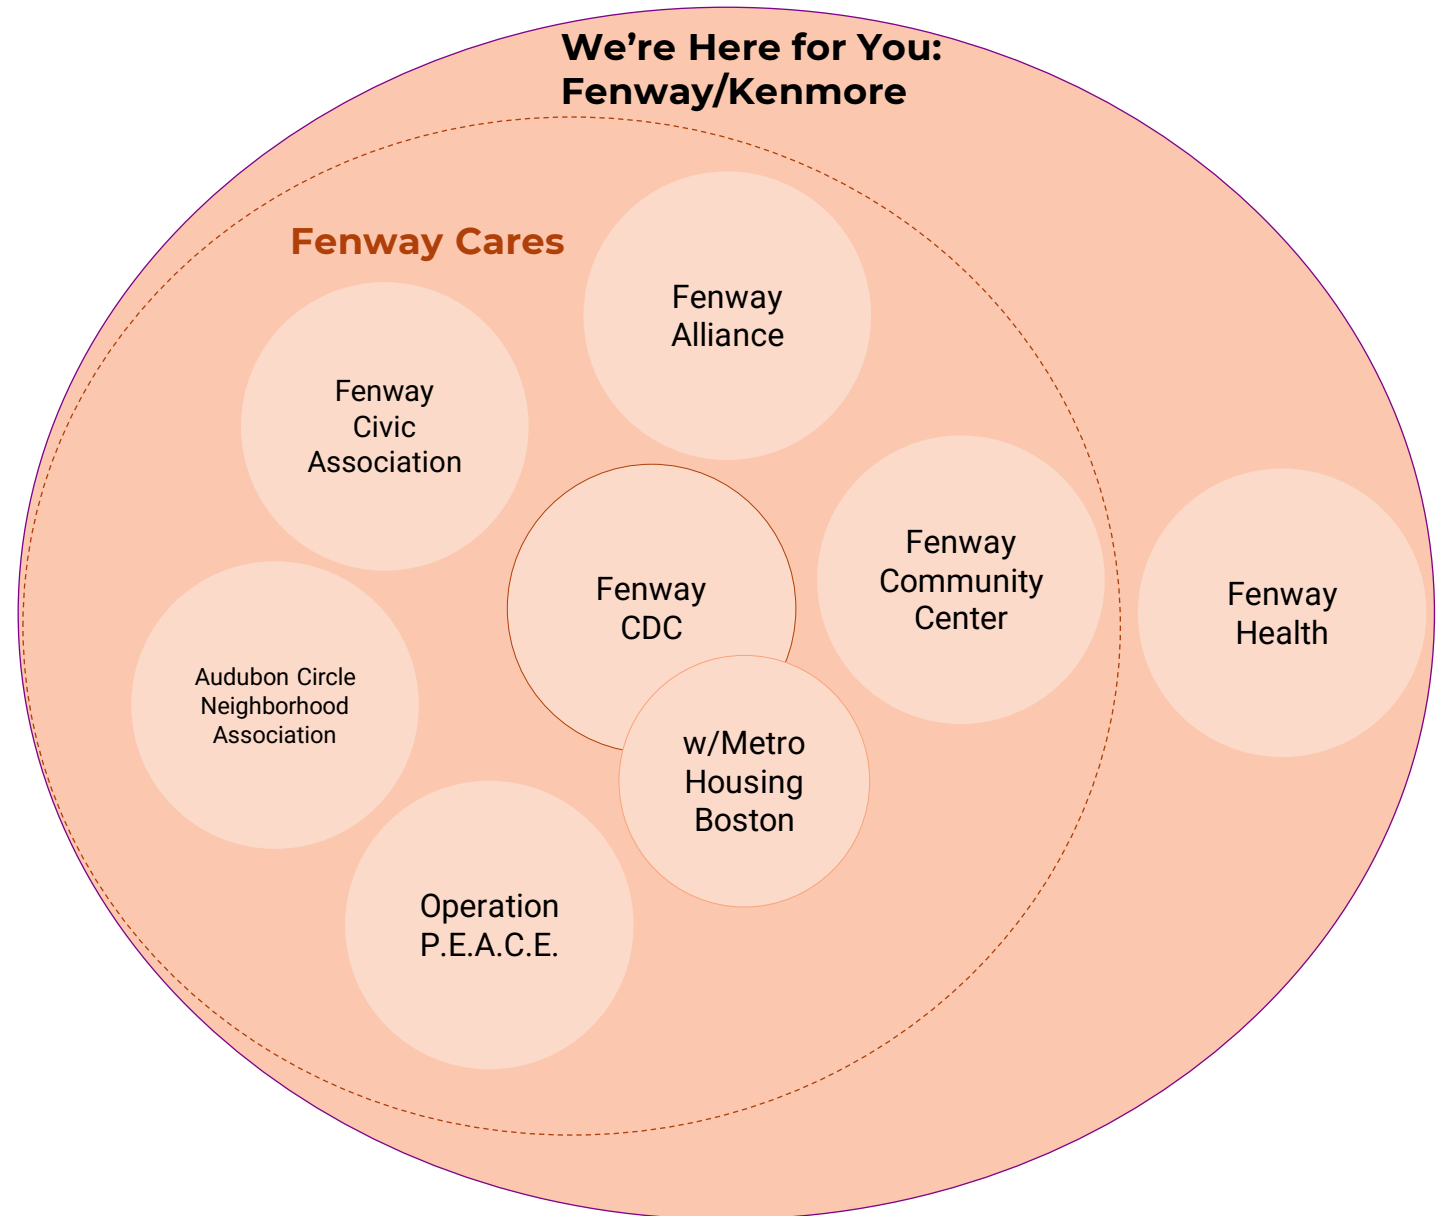 We’re Here for You:
Fenway/Kenmore
Fenway Cares
Fenway
Alliance
Fenway
Civic
Association
Fenway
CDC
Fenway
Community
Center
Fenway
Health
Audubon Circle
Neighborhood
Association
w/Metro
Housing
Boston
Operation
P.E.A.C.E.